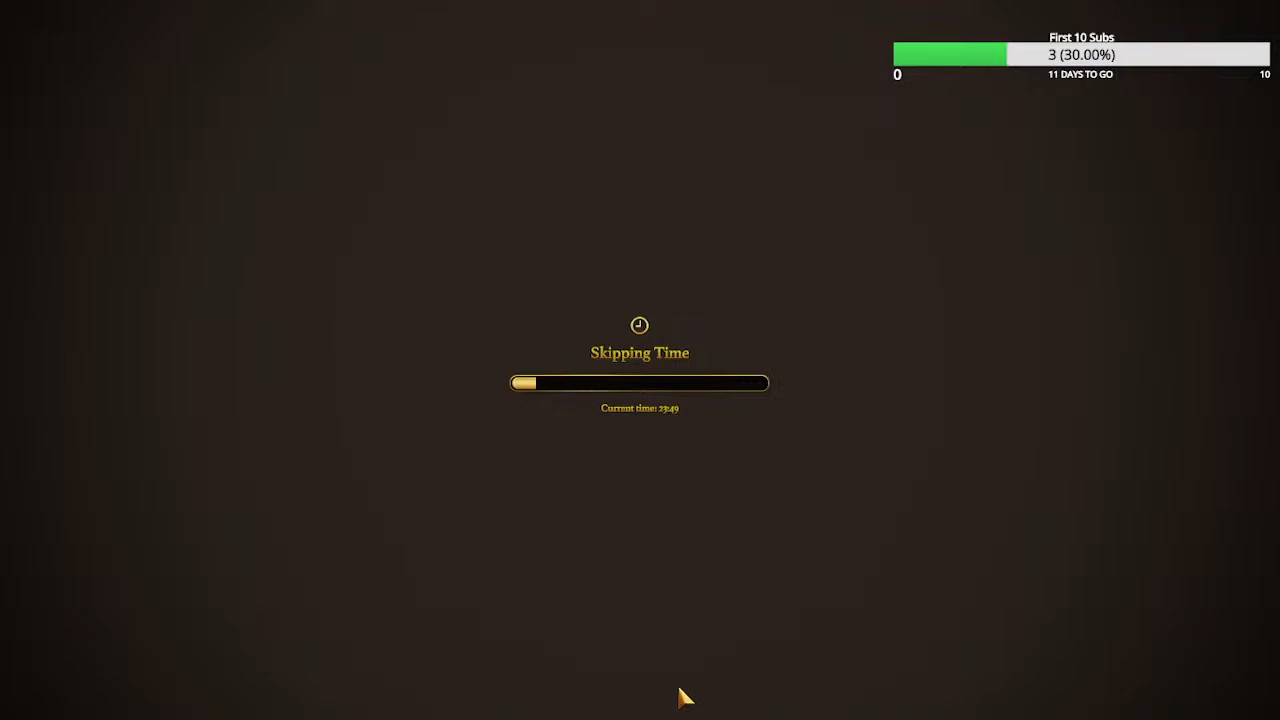 First 10 Subs
3 (30.00%)
0 11 DAYS TO GO 10
Skipping Time
Current time: 23:49